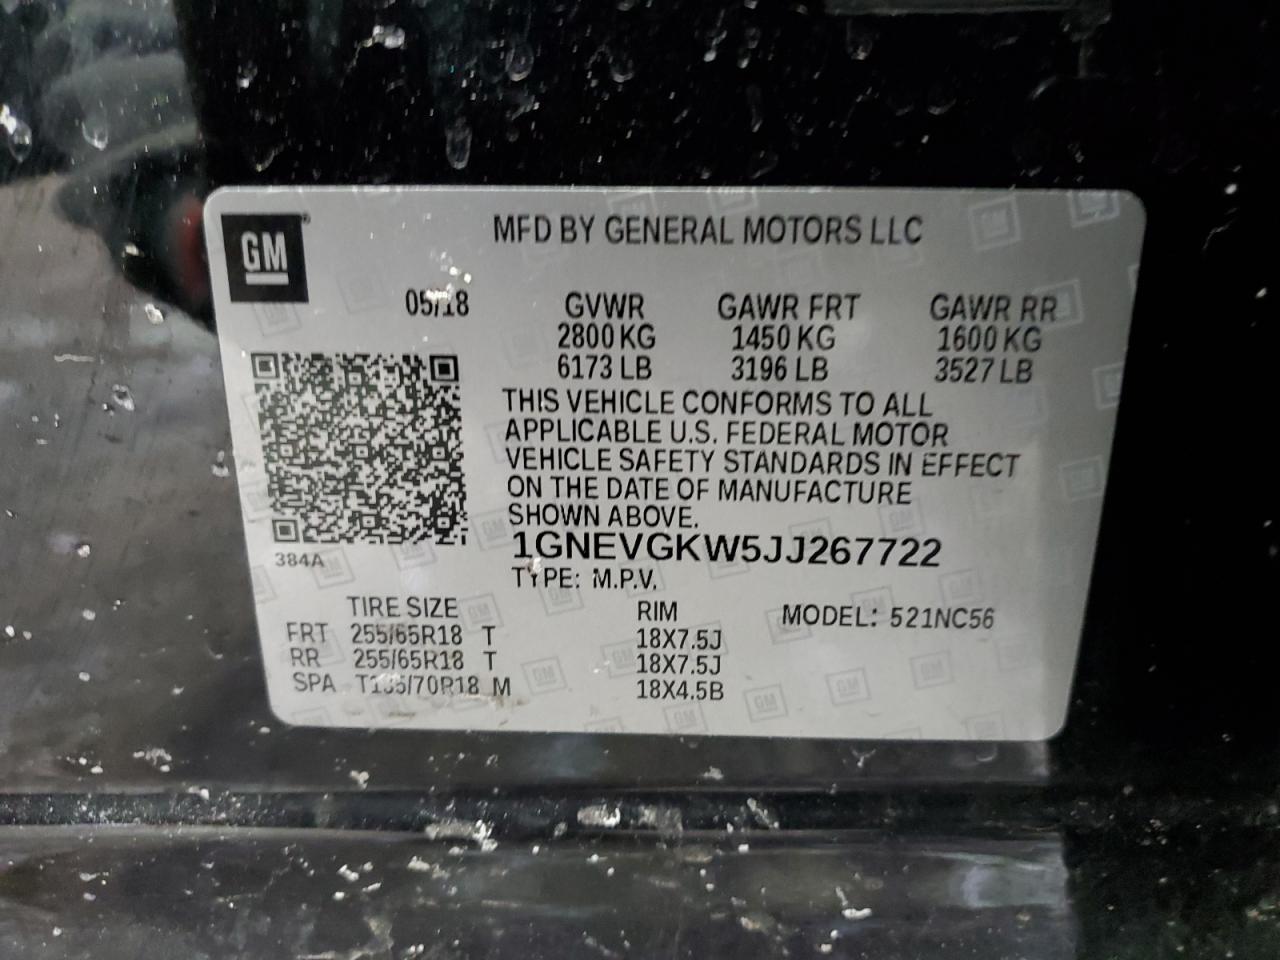 GM
MFD BY GENERAL MOTORS LLC
05/18 GVWR GAWR FRT GAWR RR
2800 KG 1450 KG 1600 KG
6173 LB 3196 LB 3527 LB
THIS VEHICLE CONFORMS TO ALL
APPLICABLE U.S. FEDERAL MOTOR
VEHICLE SAFETY STANDARDS IN EFFECT
ON THE DATE OF MANUFACTURE
SHOWN ABOVE.
1GNEVGKW5JJ267722
384A
TYPE: M.P.V.
TIRE SIZE RIM MODEL: 521NC56
FRT 255/65R18 T 18X7.5J
RR 255/65R18 T 18X7.5J
SPA T135/70R18 M 18X4.5B